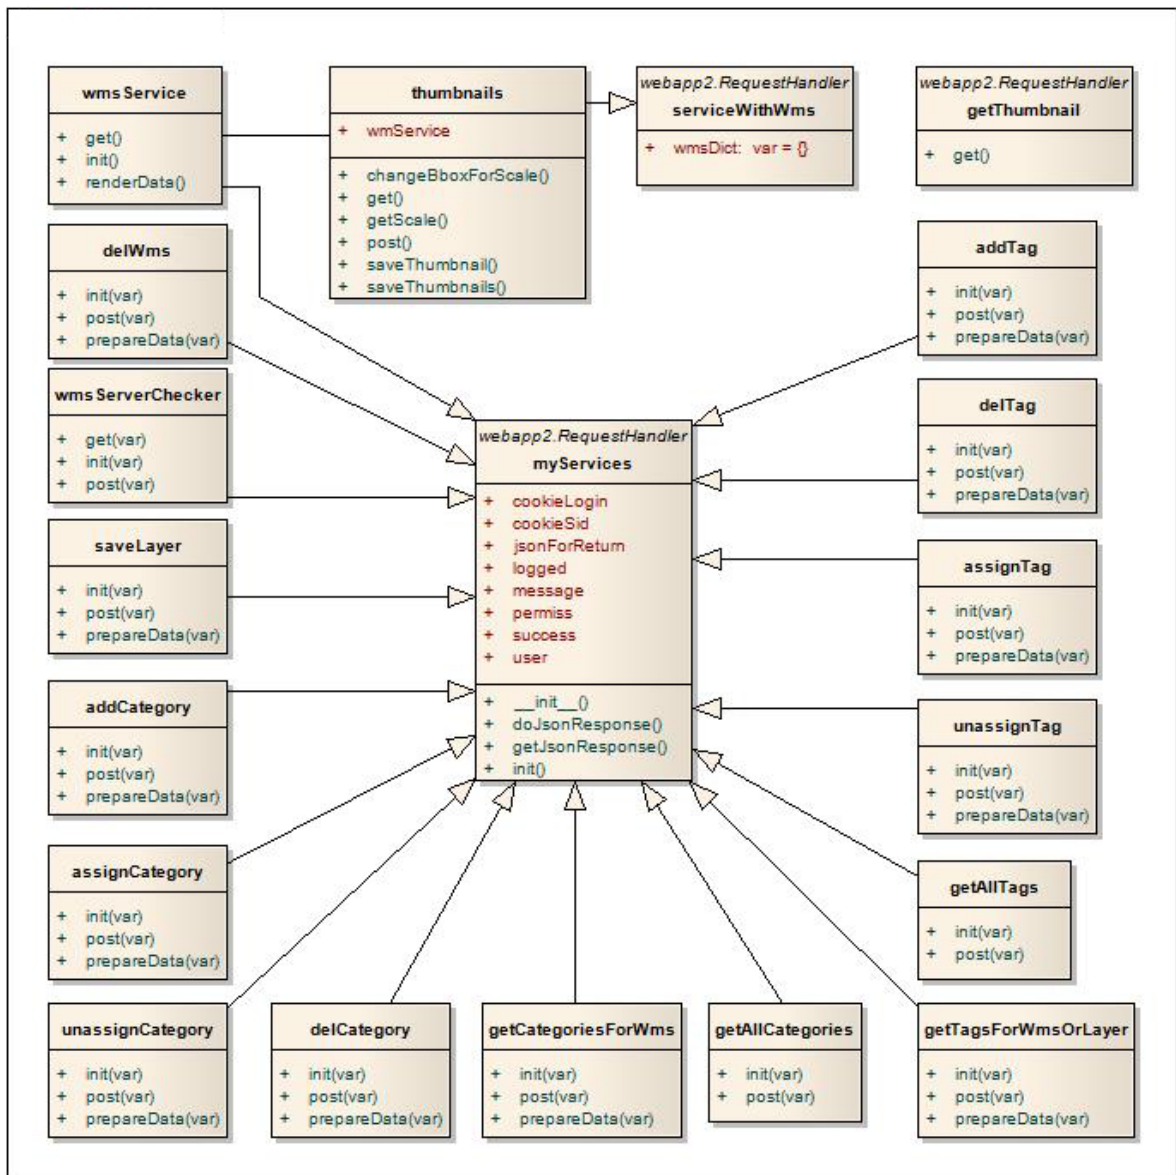 wmsService
+ get()
+ init()
+ renderData()
thumbnails
+ wmService
+ changeBboxForScale()
+ get()
+ getScale()
+ post()
+ saveThumbnail()
+ saveThumbnails()
webapp2.RequestHandler
serviceWithWms
+ wmsDict: var = {}
webapp2.RequestHandler
getThumbnail
+ get()
delWms
+ init(var)
+ post(var)
+ prepareData(var)
addTag
+ init(var)
+ post(var)
+ prepareData(var)
wmsServerChecker
+ get(var)
+ init(var)
+ post(var)
webapp2.RequestHandler
myServices
+ cookieLogin
+ cookieSid
+ jsonForReturn
+ logged
+ message
+ permiss
+ success
+ user
+ __init__()
+ doJsonResponse()
+ getJsonResponse()
+ init()
delTag
+ init(var)
+ post(var)
+ prepareData(var)
saveLayer
+ init(var)
+ post(var)
+ prepareData(var)
assignTag
+ init(var)
+ post(var)
+ prepareData(var)
addCategory
+ init(var)
+ post(var)
+ prepareData(var)
unassignTag
+ init(var)
+ post(var)
+ prepareData(var)
assignCategory
+ init(var)
+ post(var)
+ prepareData(var)
getAllTags
+ init(var)
+ post(var)
unassignCategory
+ init(var)
+ post(var)
+ prepareData(var)
delCategory
+ init(var)
+ post(var)
+ prepareData(var)
getCategoriesForWms
+ init(var)
+ post(var)
+ prepareData(var)
getAllCategories
+ init(var)
+ post(var)
getTagsForWmsOrLayer
+ init(var)
+ post(var)
+ prepareData(var)